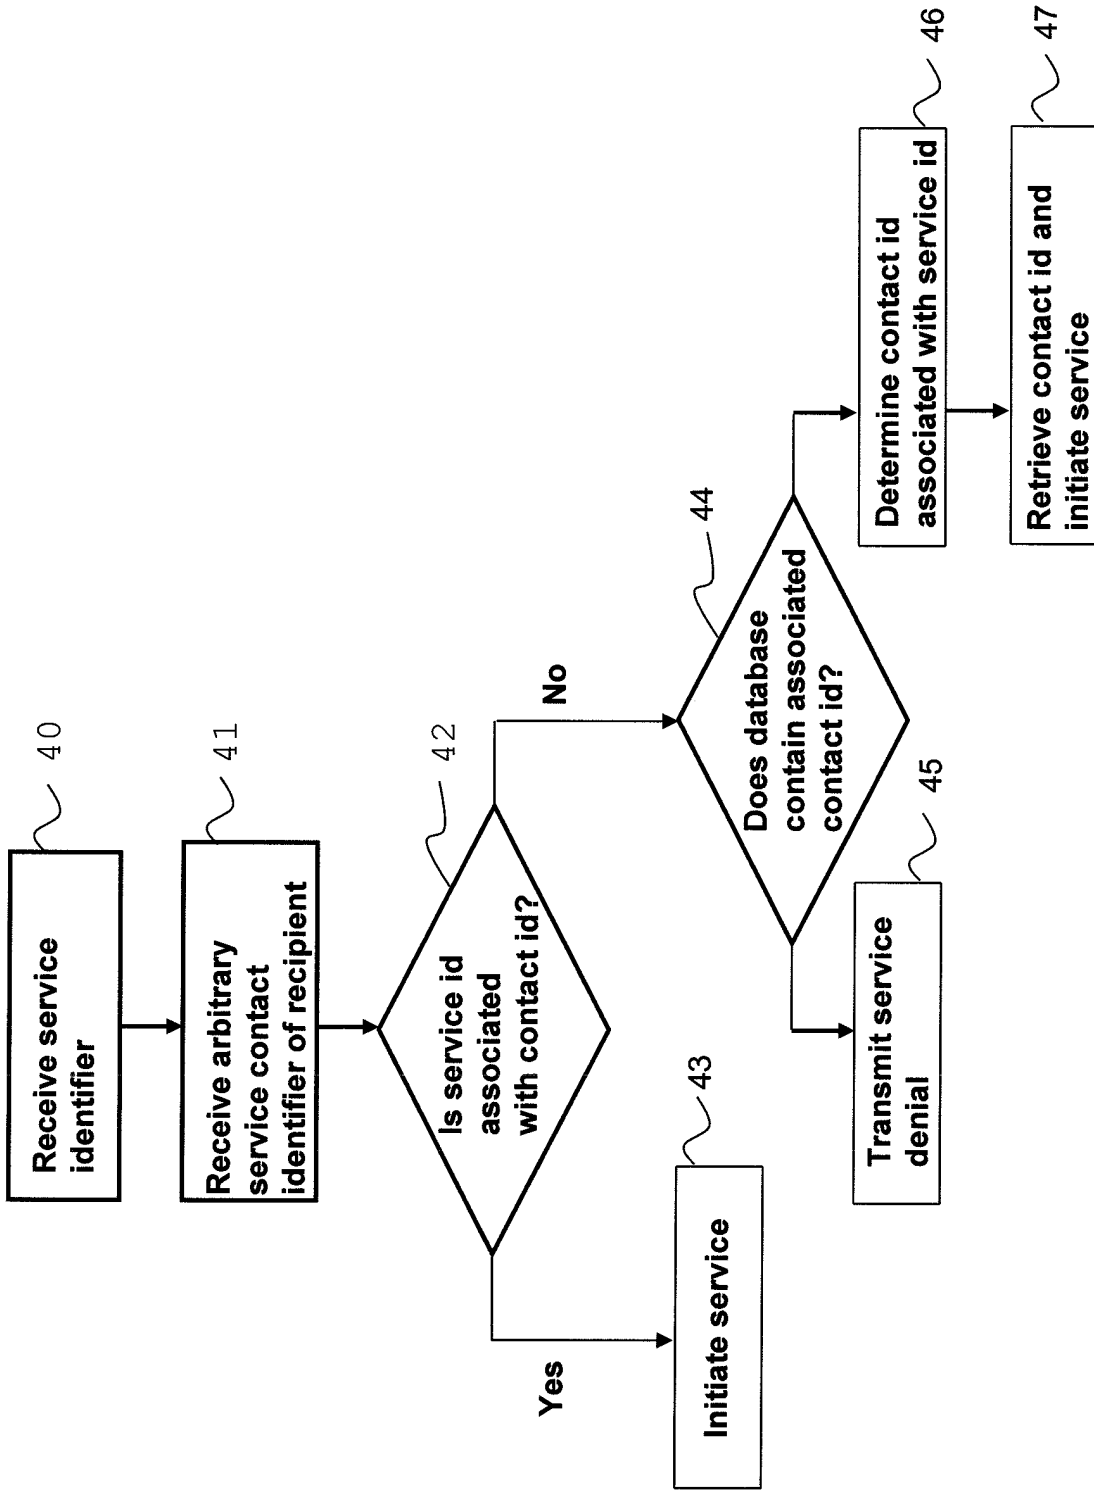 Receive service
identifier
40
Receive arbitrary
service contact
identifier of recipient
41
Is service id
associated
with contact id?
42
Yes
No
Initiate service
43
Does database
contain associated
contact id?
44
Transmit service
denial
45
Determine contact id
associated with service id
46
Retrieve contact id and
initiate service
47